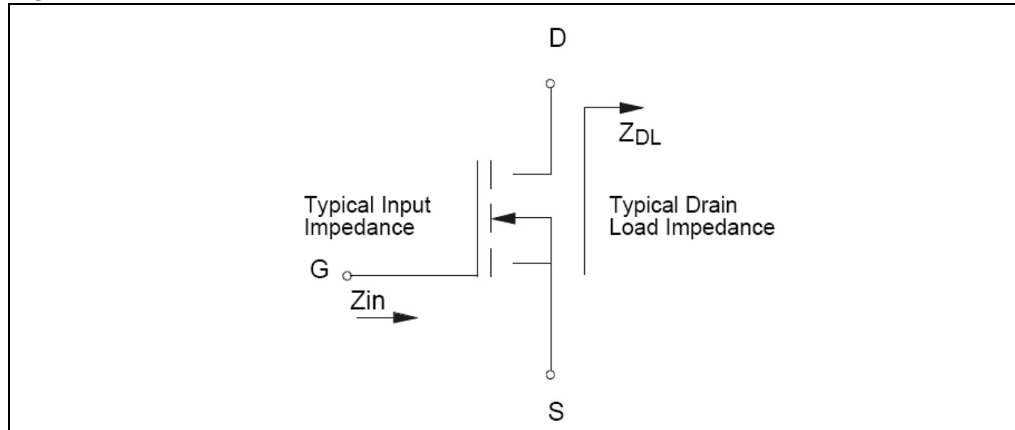 D
ZDL
Typical Input
Impedance
Typical Drain
Load Impedance
G
Zin
S